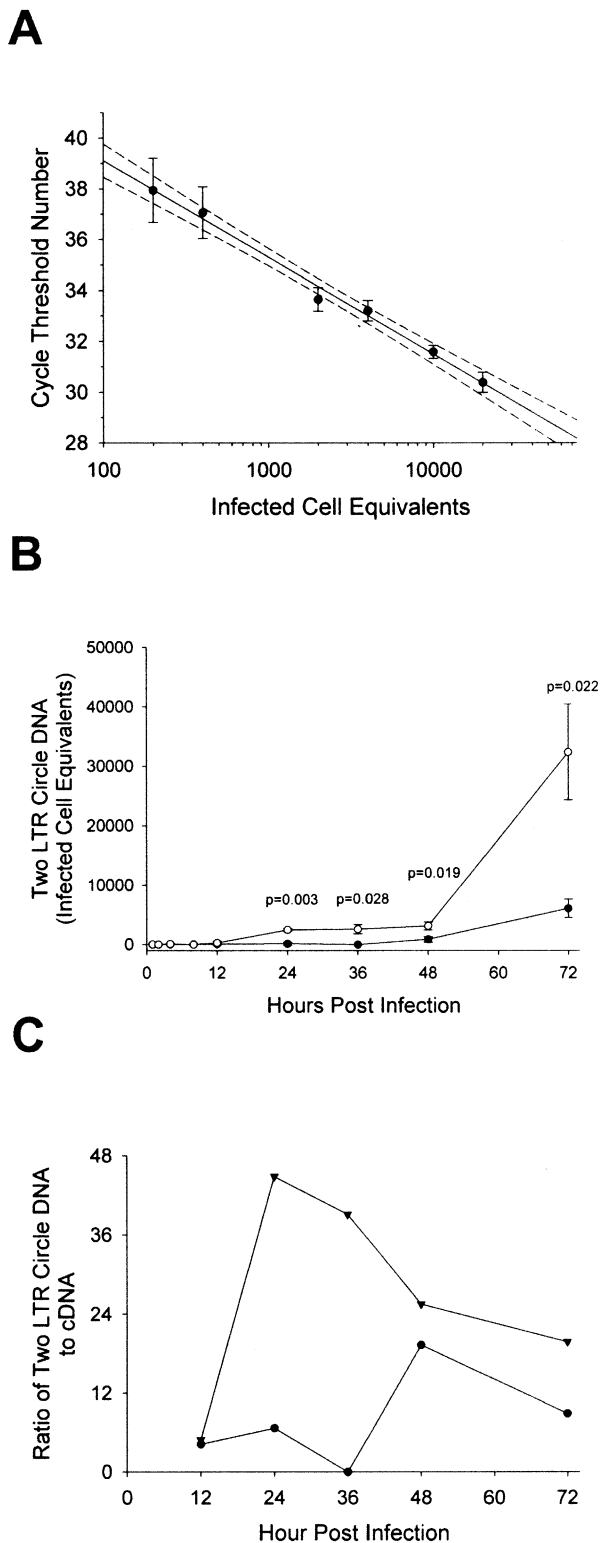 A
Cycle Threshold Number
40
38
36
34
32
30
28
100 1000 10000
Infected Cell Equivalents
B
Two LTR Circle DNA
(Infected Cell Equivalents)
50000
40000
30000
20000
10000
0
p=0.003
p=0.028
p=0.019
p=0.022
0 12 24 36 48 60 72
Hours Post Infection
C
Ratio of Two LTR Circle DNA
to cDNA
48
36
24
12
0
0 12 24 36 48 60 72
Hour Post Infection